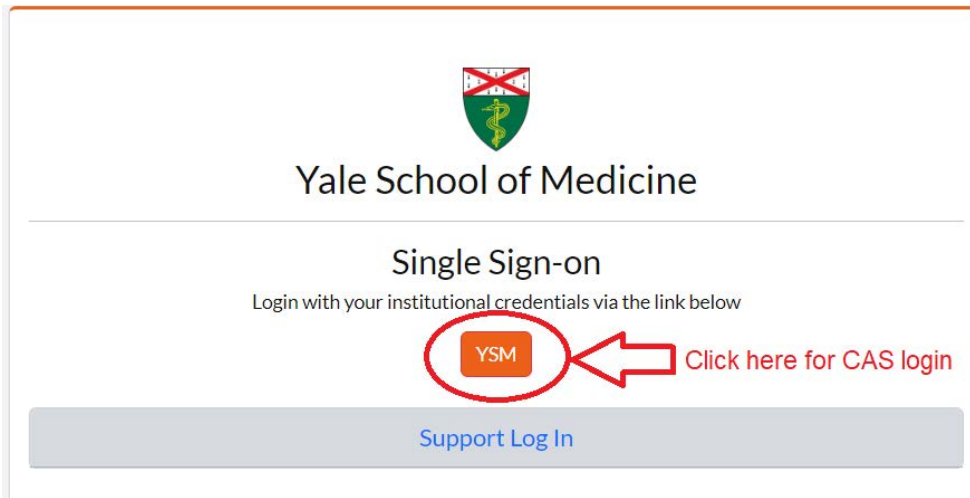 Yale School of Medicine
Single Sign-on
Login with your institutional credentials via the link below
YSM
Click here for CAS login
Support Log In